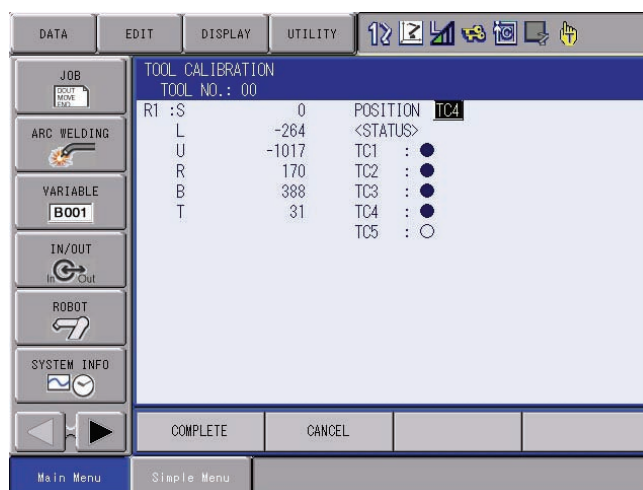 DATA EDIT DISPLAY UTILITY
JOB
DOUT
MOVE
END
ARC WELDING
VARIABLE
B001
IN/OUT
In Out
ROBOT
SYSTEM INFO
TOOL CALIBRATION
TOOL NO.: 00
R1 :S 0 POSITION TC4
L -264 <STATUS>
U -1017 TC1 : ●
R 170 TC2 : ●
B 388 TC3 : ●
T 31 TC4 : ●
TC5 : ○
COMPLETE CANCEL
Main Menu Simple Menu